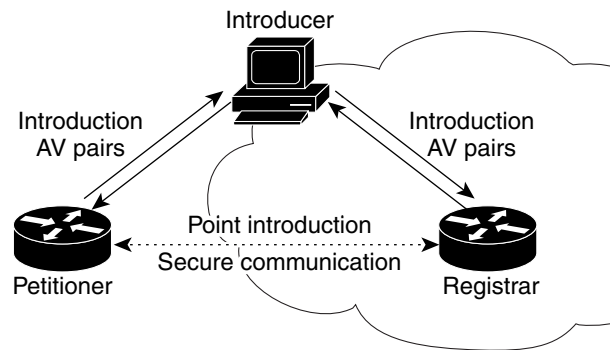 Introducer
Introduction
AV pairs
Introduction
AV pairs
Point introduction
Secure communication
Petitioner
Registrar